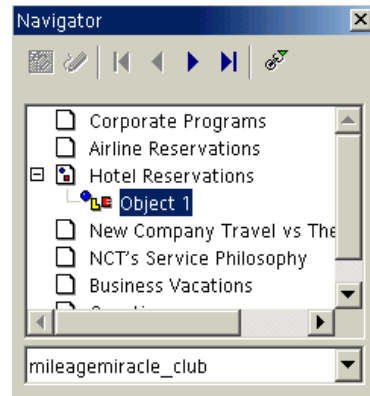 Navigator
Corporate Programs
Airline Reservations
Hotel Reservations
Object 1
New Company Travel vs The
NCT's Service Philosophy
Business Vacations
mileagemiracle_club